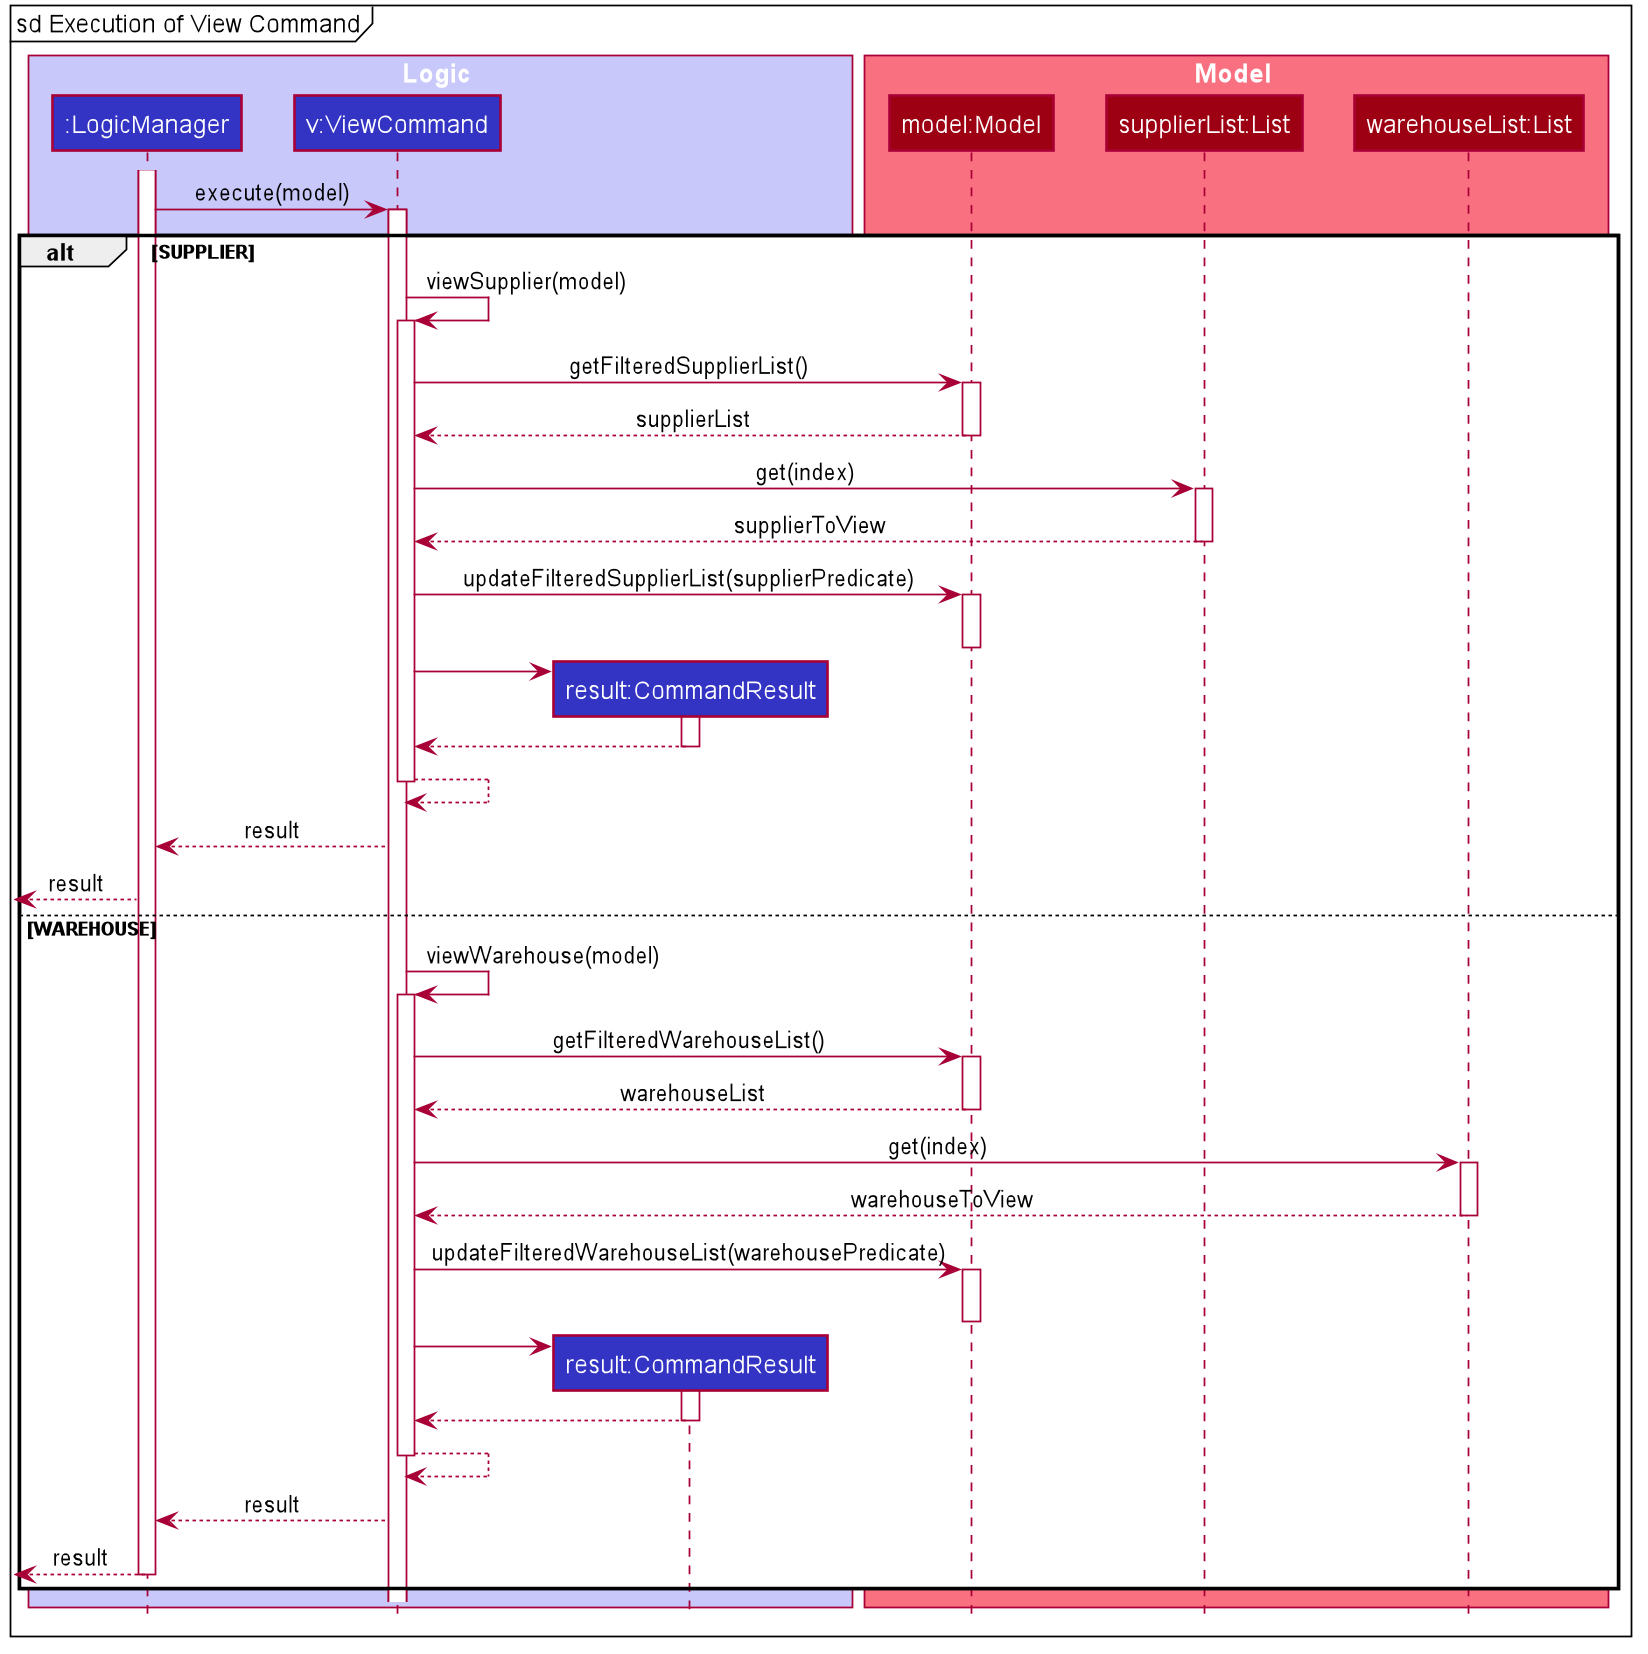 sd Execution of View Command
Logic
Model
:LogicManager
v:ViewCommand
model:Model
supplierList:List
warehouseList:List
execute(model)
alt
[SUPPLIER]
viewSupplier(model)
getFilteredSupplierList()
supplierList
get(index)
supplierToView
updateFilteredSupplierList(supplierPredicate)
result:CommandResult
result
result
[WAREHOUSE]
viewWarehouse(model)
getFilteredWarehouseList()
warehouseList
get(index)
warehouseToView
updateFilteredWarehouseList(warehousePredicate)
result:CommandResult
result
result